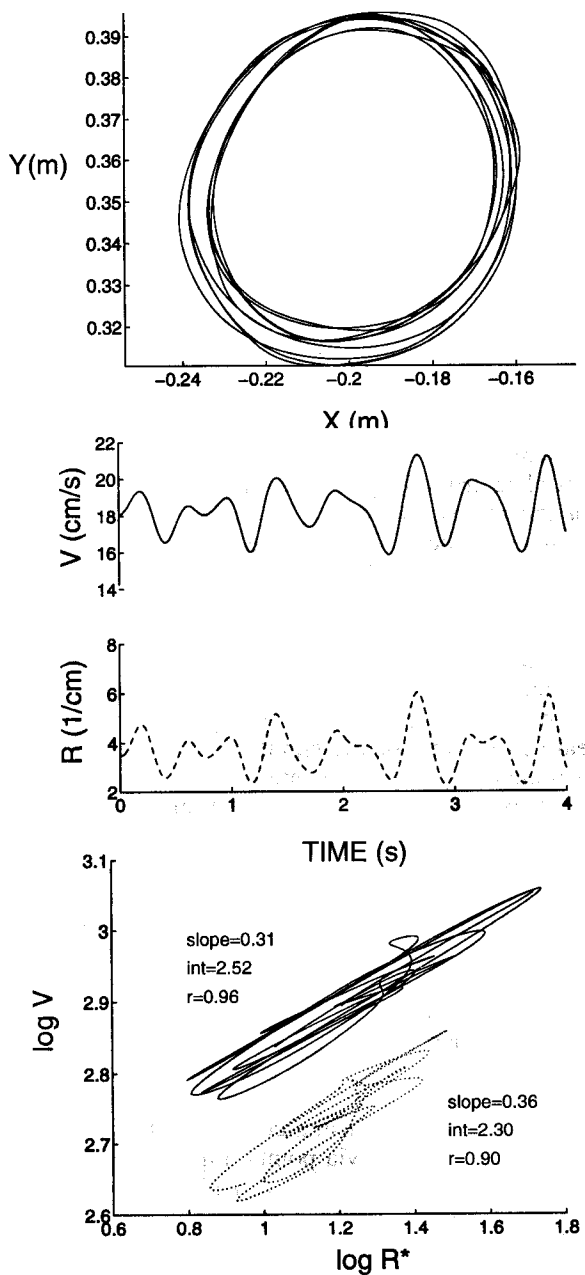 0.39
0.38
0.37
Y(m)
0.36
0.35
0.34
0.33
0.32
−0.24 −0.22 −0.2 −0.18 −0.16
X (m)
22
20
18
16
14
V (cm/s)
8
6
4
2
R (1/cm)
0 1 2 3 4
TIME (s)
3.1
3
2.9
2.8
2.7
2.6
log V
slope=0.31
int=2.52
r=0.96
slope=0.36
int=2.30
r=0.90
0.6 0.8 1 1.2 1.4 1.6 1.8
log R*